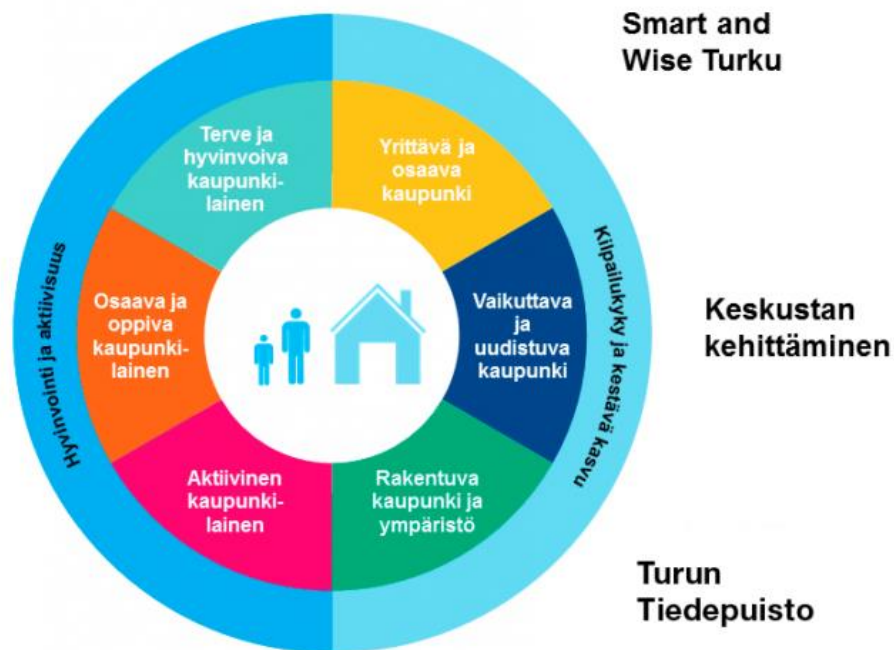 Smart and
Wise Turku
Terve ja
hyvinvoiva
kaupunki-
lainen
Yrittävä ja
osaava
kaupunki
Hyvinvointi ja aktiivisuus
Osaava ja
oppiva
kaupunki-
lainen
Vaikuttava
ja
uudistuva
kaupunki
Kilpailukyky ja kestävä kasvu
Keskustan
kehittäminen
Aktiivinen
kaupunki-
lainen
Rakentuva
kaupunki ja
ympäristö
Turun
Tiedepuisto